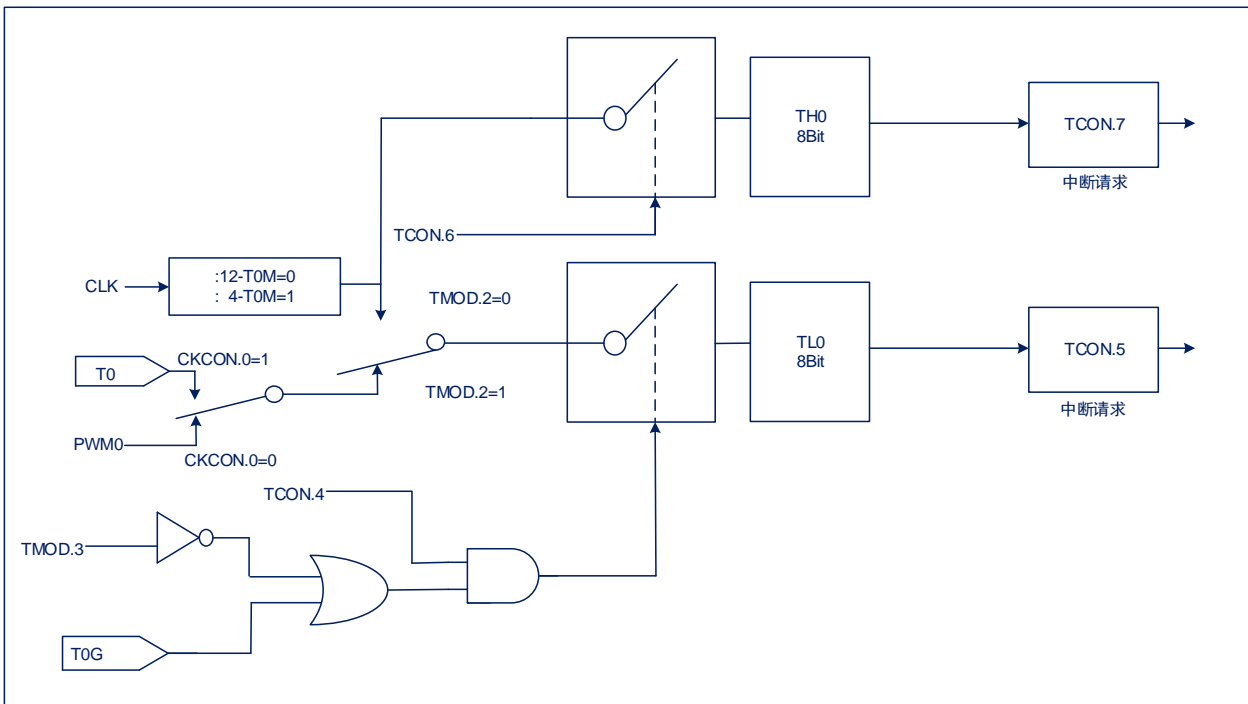 TH0
8Bit
TCON.7
中断请求
TCON.6
CLK
:12-T0M=0
: 4-T0M=1
TMOD.2=0
TL0
8Bit
TCON.5
中断请求
CKCON.0=1
T0
TMOD.2=1
PWM0
CKCON.0=0
TCON.4
TMOD.3
T0G